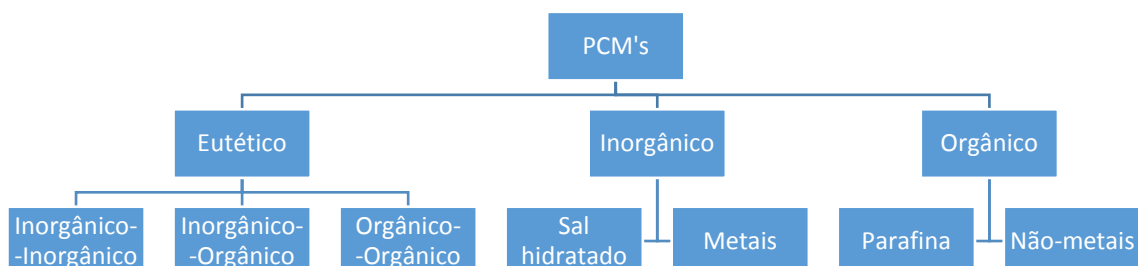 PCM's
Eutético
Inorgânico
Orgânico
Inorgânico-
-Inorgânico
Inorgânico-
-Orgânico
Orgânico-
-Orgânico
Sal
hidratado
Metais
Parafina
Não-metais